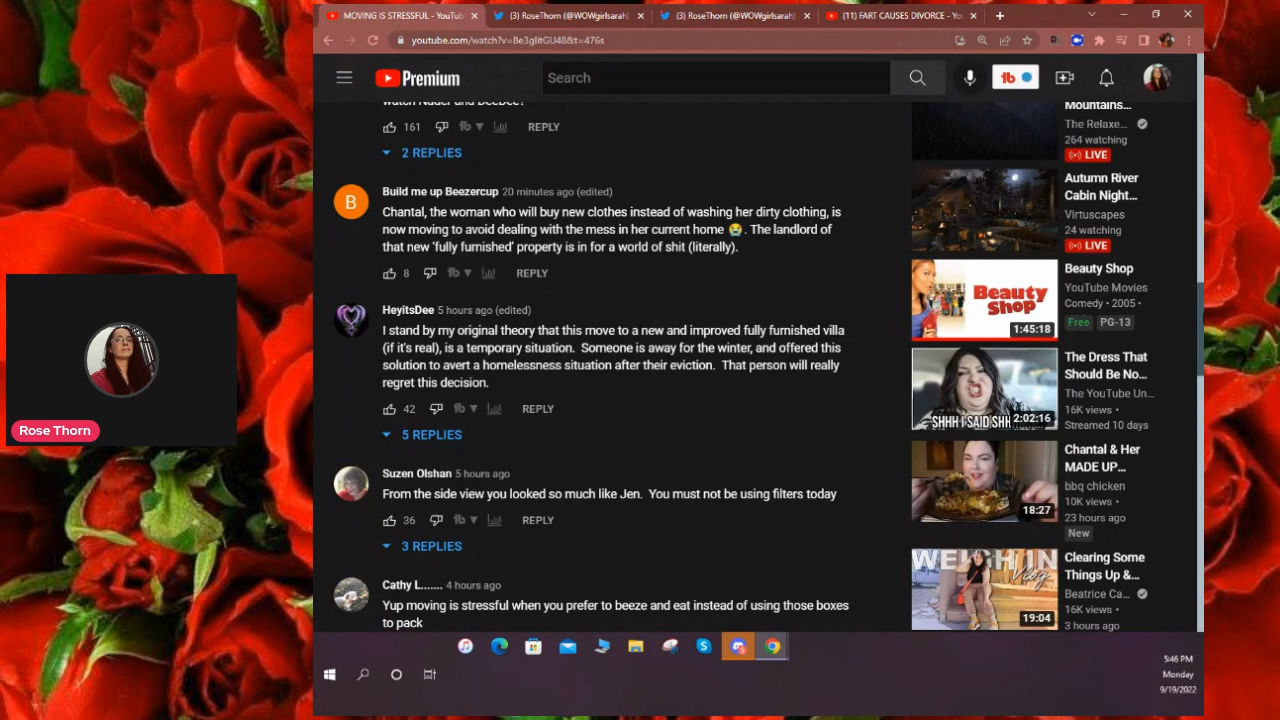 MOVING IS STRESSFUL - YouTu
(3) RoseThorn (@WOWgirlsarah)
(3) RoseThorn (@WOWgirlsarah)
(11) FART CAUSES DIVORCE - Yo
youtube.com/watch?v=8e3glitGU48&t=476s
Premium
Search
watch Nader and DeeDee?
161
REPLY
2 REPLIES
B
Build me up Beezercup 20 minutes ago (edited)
Chantal, the woman who will buy new clothes instead of washing her dirty clothing, is
now moving to avoid dealing with the mess in her current home 😭. The landlord of
that new 'fully furnished' property is in for a world of shit (literally).
8
REPLY
HeyitsDee 5 hours ago (edited)
I stand by my original theory that this move to a new and improved fully furnished villa
(if it's real), is a temporary situation. Someone is away for the winter, and offered this
solution to avert a homelessness situation after their eviction. That person will really
regret this decision.
42
REPLY
5 REPLIES
Suzen Olshan 5 hours ago
From the side view you looked so much like Jen. You must not be using filters today
36
REPLY
3 REPLIES
Cathy L....... 4 hours ago
Yup moving is stressful when you prefer to beeze and eat instead of using those boxes
to pack
Mountains...
The Relaxe...
264 watching
LIVE
Autumn River
Cabin Night...
Virtuscapes
24 watching
LIVE
Beauty Shop
1:45:18
Beauty Shop
YouTube Movies
Comedy • 2005 •
Free PG-13
SHHH I SAID SHH
2:02:16
The Dress That
Should Be No...
The YouTube Un...
16K views •
Streamed 10 days
18:27
Chantal & Her
MADE UP...
bbq chicken
10K views •
23 hours ago
New
WEIGH IN
Vlog
19:04
Clearing Some
Things Up &...
Beatrice Ca...
16K views •
3 hours ago
Rose Thorn
5:46 PM
Monday
9/19/2022